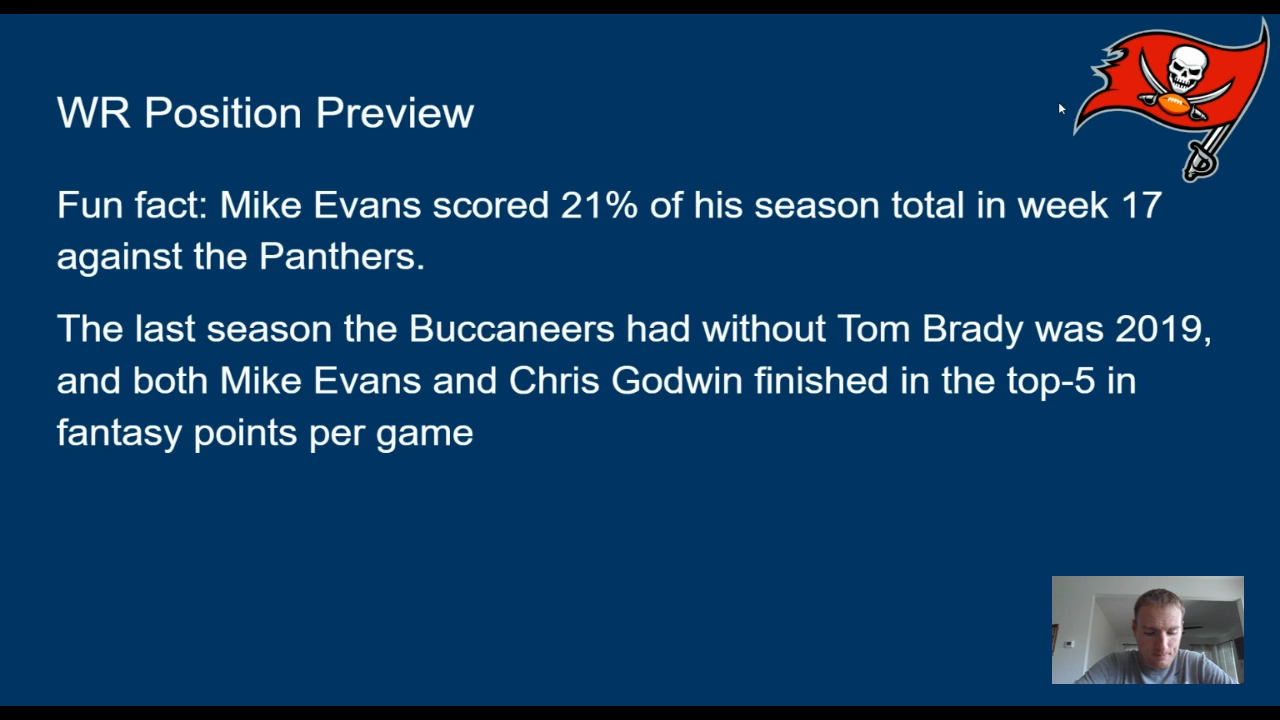 WR Position Preview
Fun fact: Mike Evans scored 21% of his season total in week 17
against the Panthers.
The last season the Buccaneers had without Tom Brady was 2019,
and both Mike Evans and Chris Godwin finished in the top-5 in
fantasy points per game